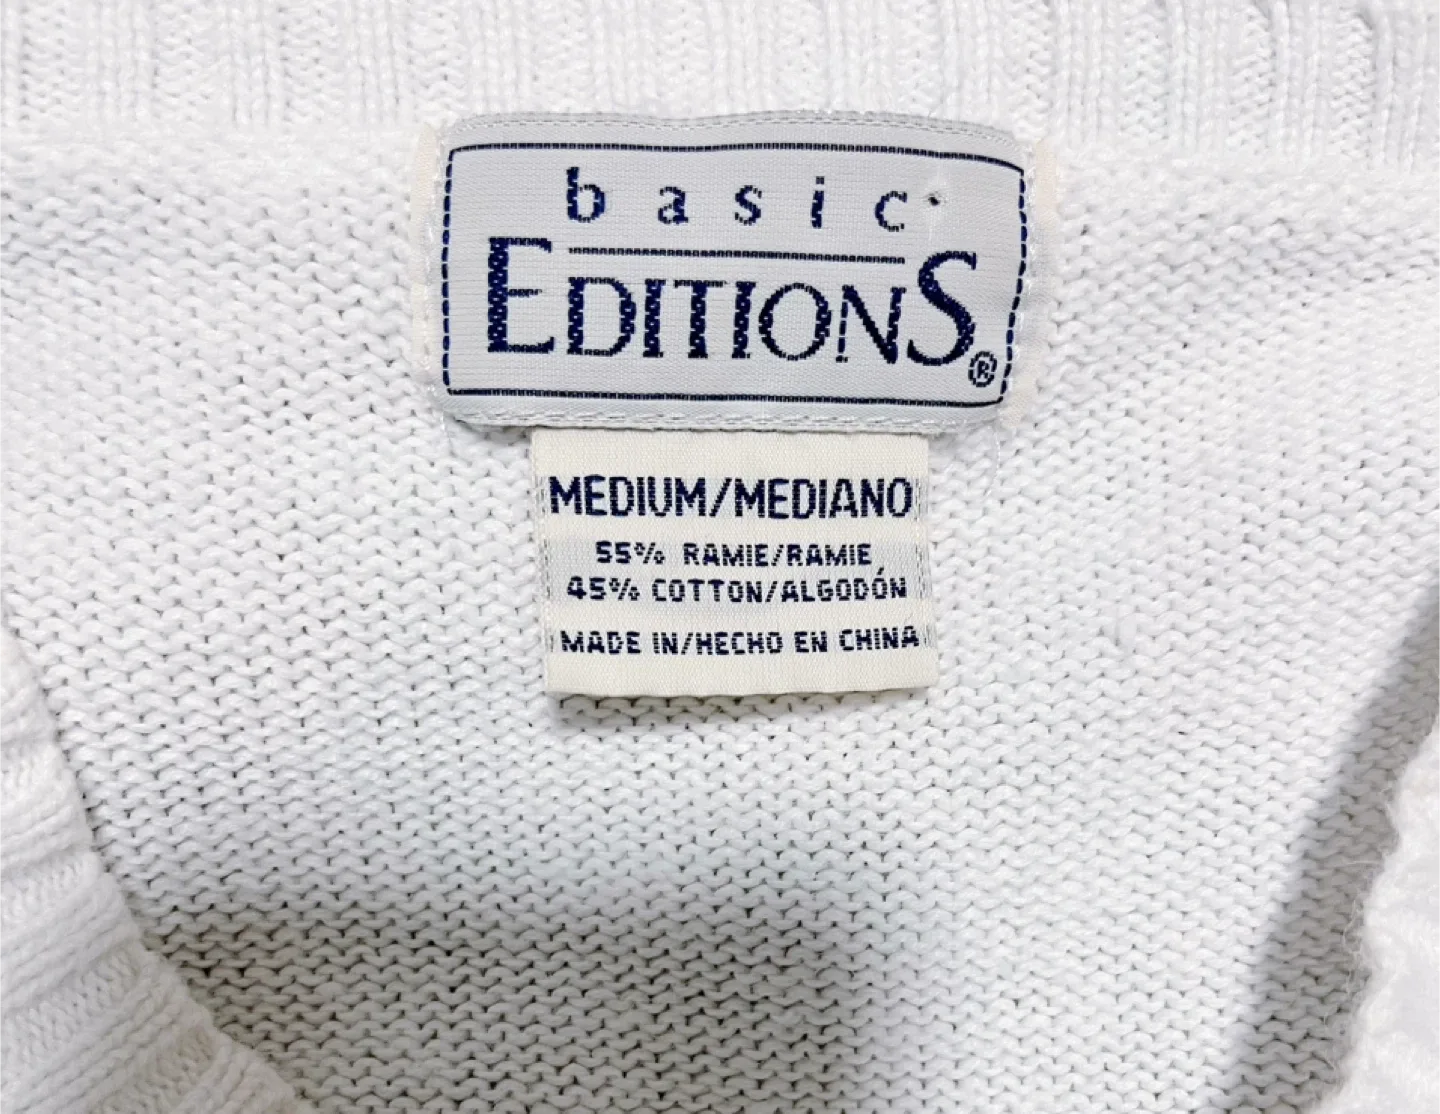 basic
EDITIONS®
MEDIUM/MEDIANO
55% RAMIE/RAMIE
45% COTTON/ALGODÓN
MADE IN/HECHO EN CHINA